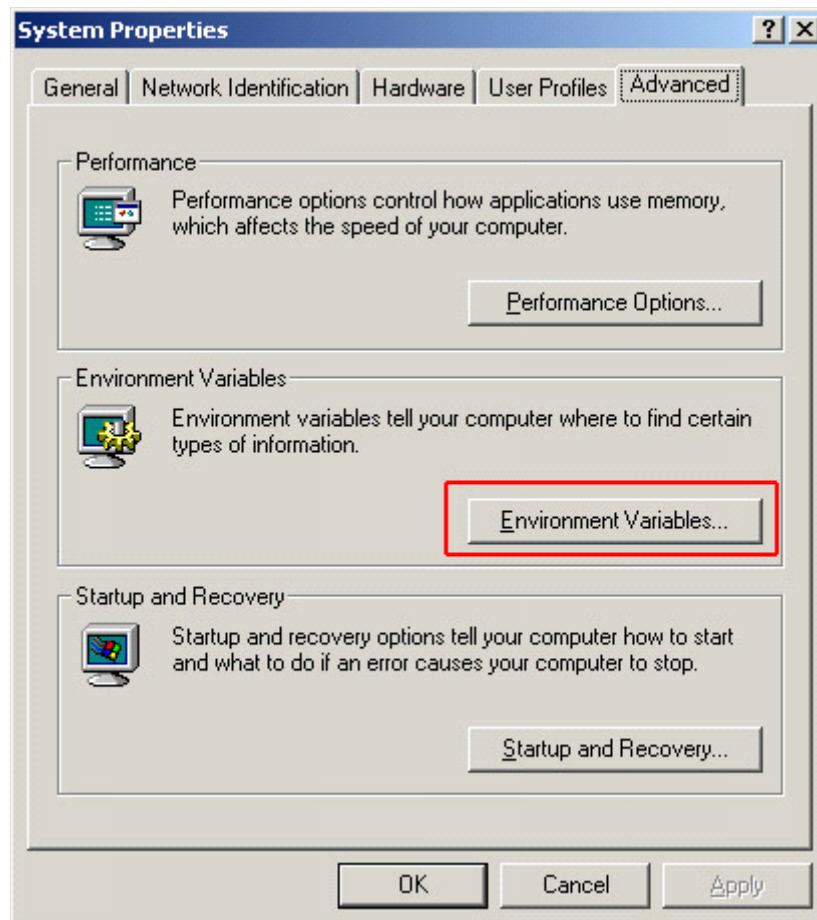 System Properties
General
Network Identification
Hardware
User Profiles
Advanced
Performance
Performance options control how applications use memory,
which affects the speed of your computer.
Performance Options...
Environment Variables
Environment variables tell your computer where to find certain
types of information.
Environment Variables...
Startup and Recovery
Startup and recovery options tell your computer how to start
and what to do if an error causes your computer to stop.
Startup and Recovery...
OK
Cancel
Apply